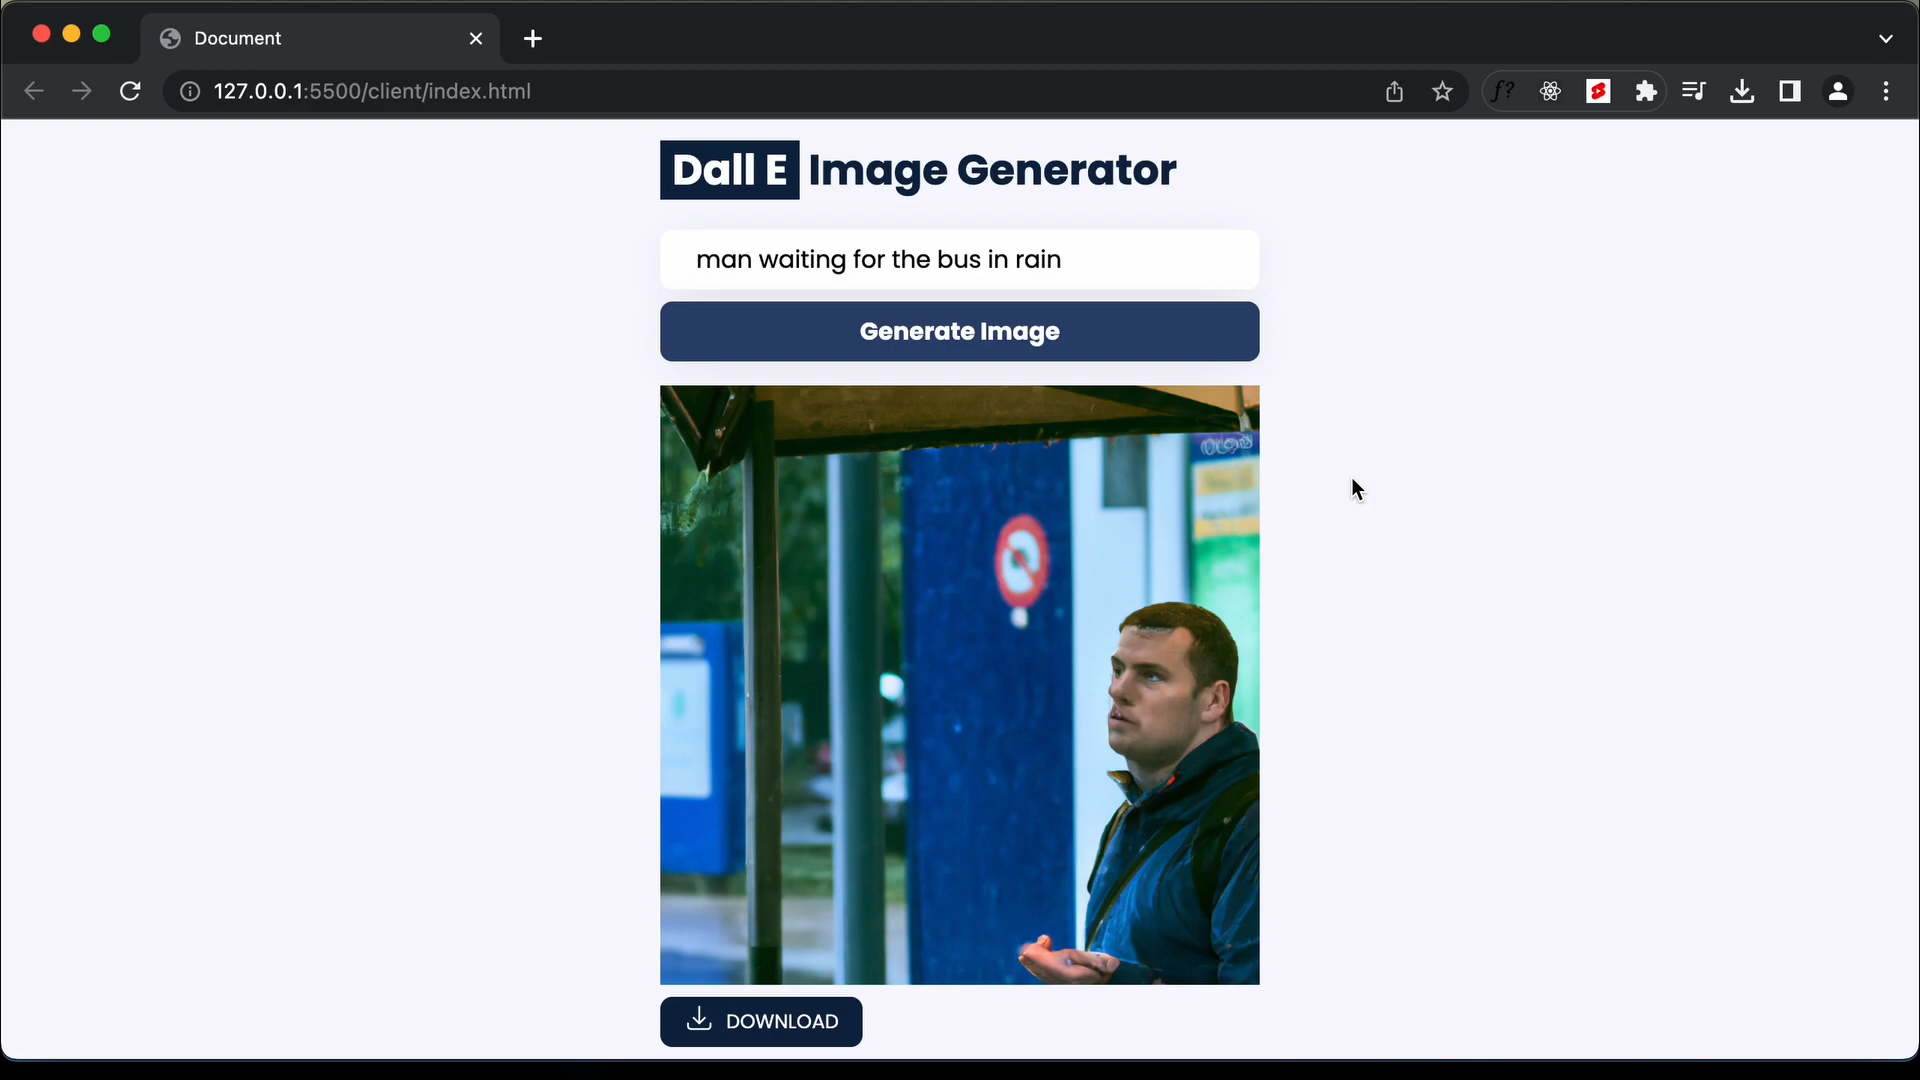 Document
127.0.0.1:5500/client/index.html
f?
Dall E Image Generator
man waiting for the bus in rain
Generate Image
DOWNLOAD